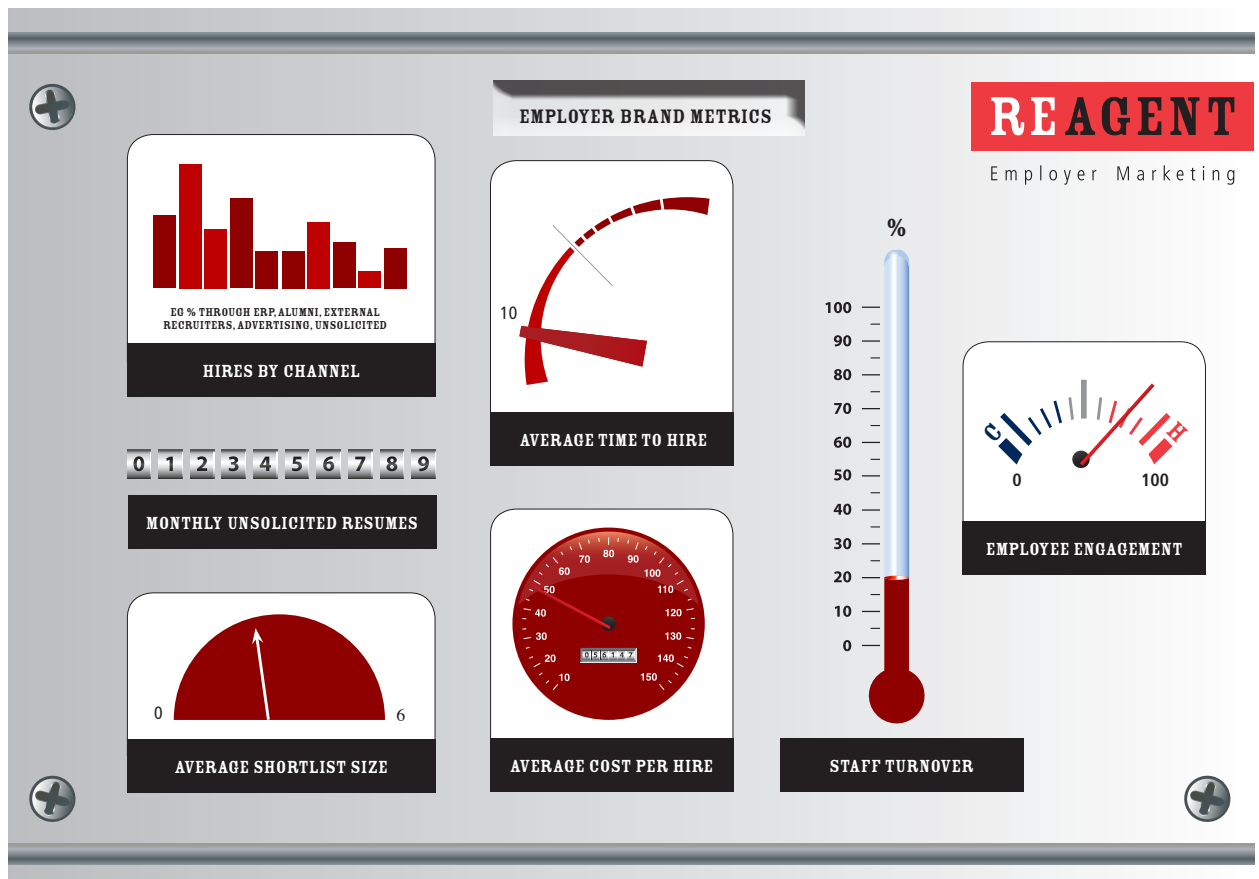 EMPLOYER BRAND METRICS
REAGENT
Employer Marketing
EG % THROUGH ERP, ALUMNI, EXTERNAL
RECRUITERS, ADVERTISING, UNSOLICITED
HIRES BY CHANNEL
0 1 2 3 4 5 6 7 8 9
MONTHLY UNSOLICITED RESUMES
0
6
AVERAGE SHORTLIST SIZE
10
AVERAGE TIME TO HIRE
10
20
30
40
50
60
70
80
90
100
110
120
130
140
150
056147
AVERAGE COST PER HIRE
%
100
90
80
70
60
50
40
30
20
10
0
STAFF TURNOVER
C
H
0
100
EMPLOYEE ENGAGEMENT